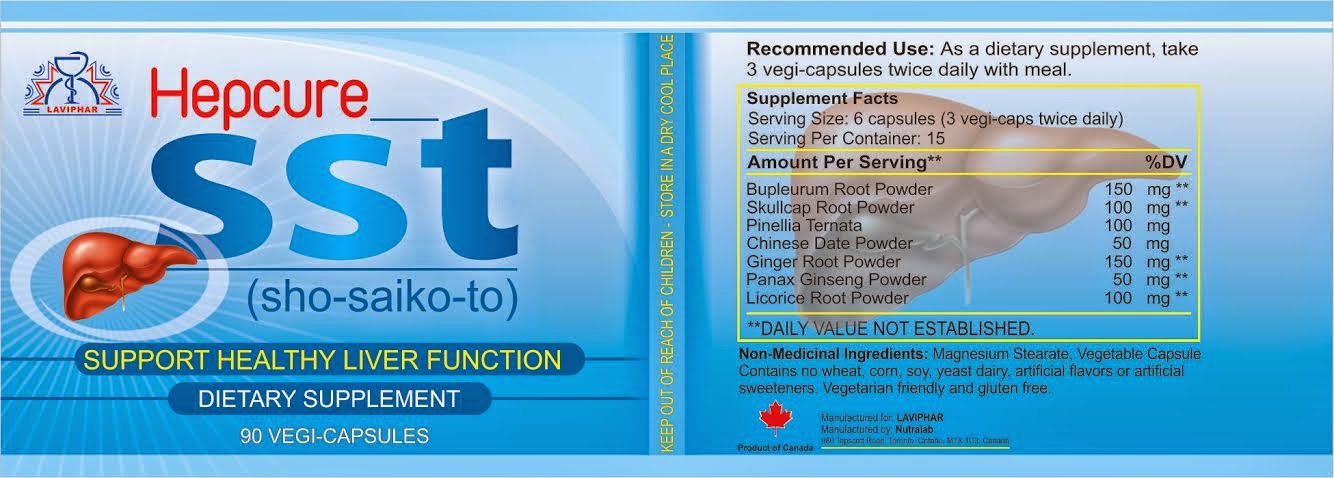 LAVIPHAR
Hepcure
sst
(sho-saiko-to)
SUPPORT HEALTHY LIVER FUNCTION
DIETARY SUPPLEMENT
90 VEGI-CAPSULES
KEEP OUT OF REACH OF CHILDREN - STORE IN A DRY COOL PLACE
Recommended Use: As a dietary supplement, take
3 vegi-capsules twice daily with meal.
Supplement Facts
Serving Size: 6 capsules (3 vegi-caps twice daily)
Serving Per Container: 15
Amount Per Serving** %DV
Bupleurum Root Powder 150 mg **
Skullcap Root Powder 100 mg **
Pinellia Ternata 100 mg
Chinese Date Powder 50 mg
Ginger Root Powder 150 mg **
Panax Ginseng Powder 50 mg **
Licorice Root Powder 100 mg **
**DAILY VALUE NOT ESTABLISHED.
Non-Medicinal Ingredients: Magnesium Stearate, Vegetable Capsule
Contains no wheat, corn, soy, yeast dairy, artificial flavors or artificial
sweeteners. Vegetarian friendly and gluten free.
Product of Canada
Manufactured for: LAVIPHAR
Manufactured by: Nutralab
980 Tapscott Road, Toronto, Ontario, Canada